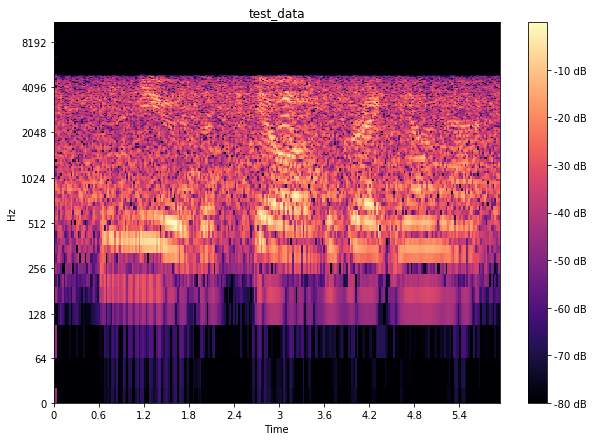 test_data
8192
4096
2048
1024
512
256
128
64
0
Hz
0
0.6
1.2
1.8
2.4
3
3.6
4.2
4.8
5.4
Time
-10 dB
-20 dB
-30 dB
-40 dB
-50 dB
-60 dB
-70 dB
-80 dB